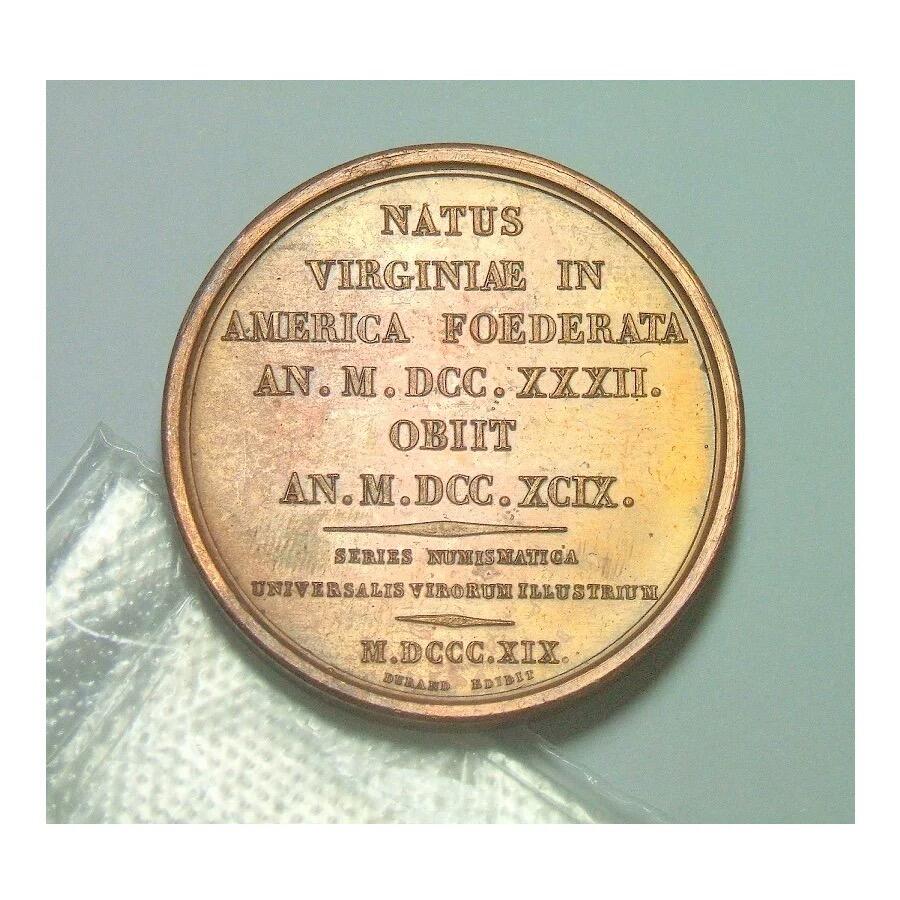 NATUS
VIRGINIÆ IN
AMERICA FOEDERATA
AN. M. DCC. XXXII.
OBIIT
AN. M. DCC. XCIX.
SERIES NUMISMATICA
UNIVERSALIS VIRORUM ILLUSTRIUM
M.DCCC.XIX.
DURAND EDIDIT